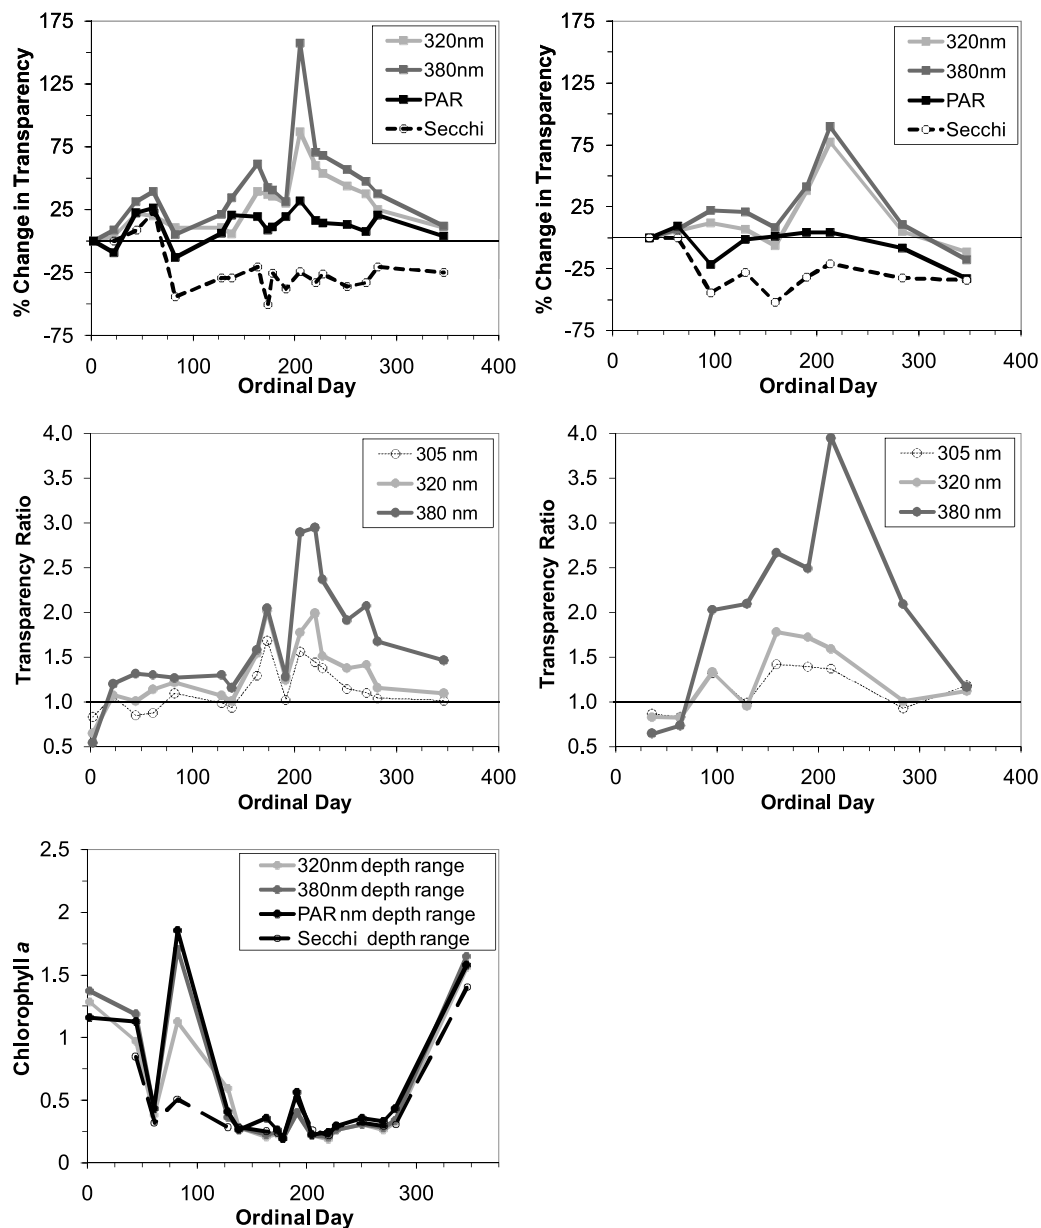 175
125
75
25
-25
-75
% Change in Transparency
320nm
380nm
PAR
Secchi
0
100
200
300
400
Ordinal Day
175
125
75
25
-25
-75
% Change in Transparency
320nm
380nm
PAR
Secchi
0
100
200
300
400
Ordinal Day
4.0
3.5
3.0
2.5
2.0
1.5
1.0
0.5
Transparency Ratio
305 nm
320 nm
380 nm
0
100
200
300
400
Ordinal Day
4.0
3.5
3.0
2.5
2.0
1.5
1.0
0.5
Transparency Ratio
305 nm
320 nm
380 nm
0
100
200
300
400
Ordinal Day
2.5
2
1.5
1
0.5
0
Chlorophyll a
320nm depth range
380nm depth range
PAR nm depth range
Secchi depth range
0
100
200
300
Ordinal Day